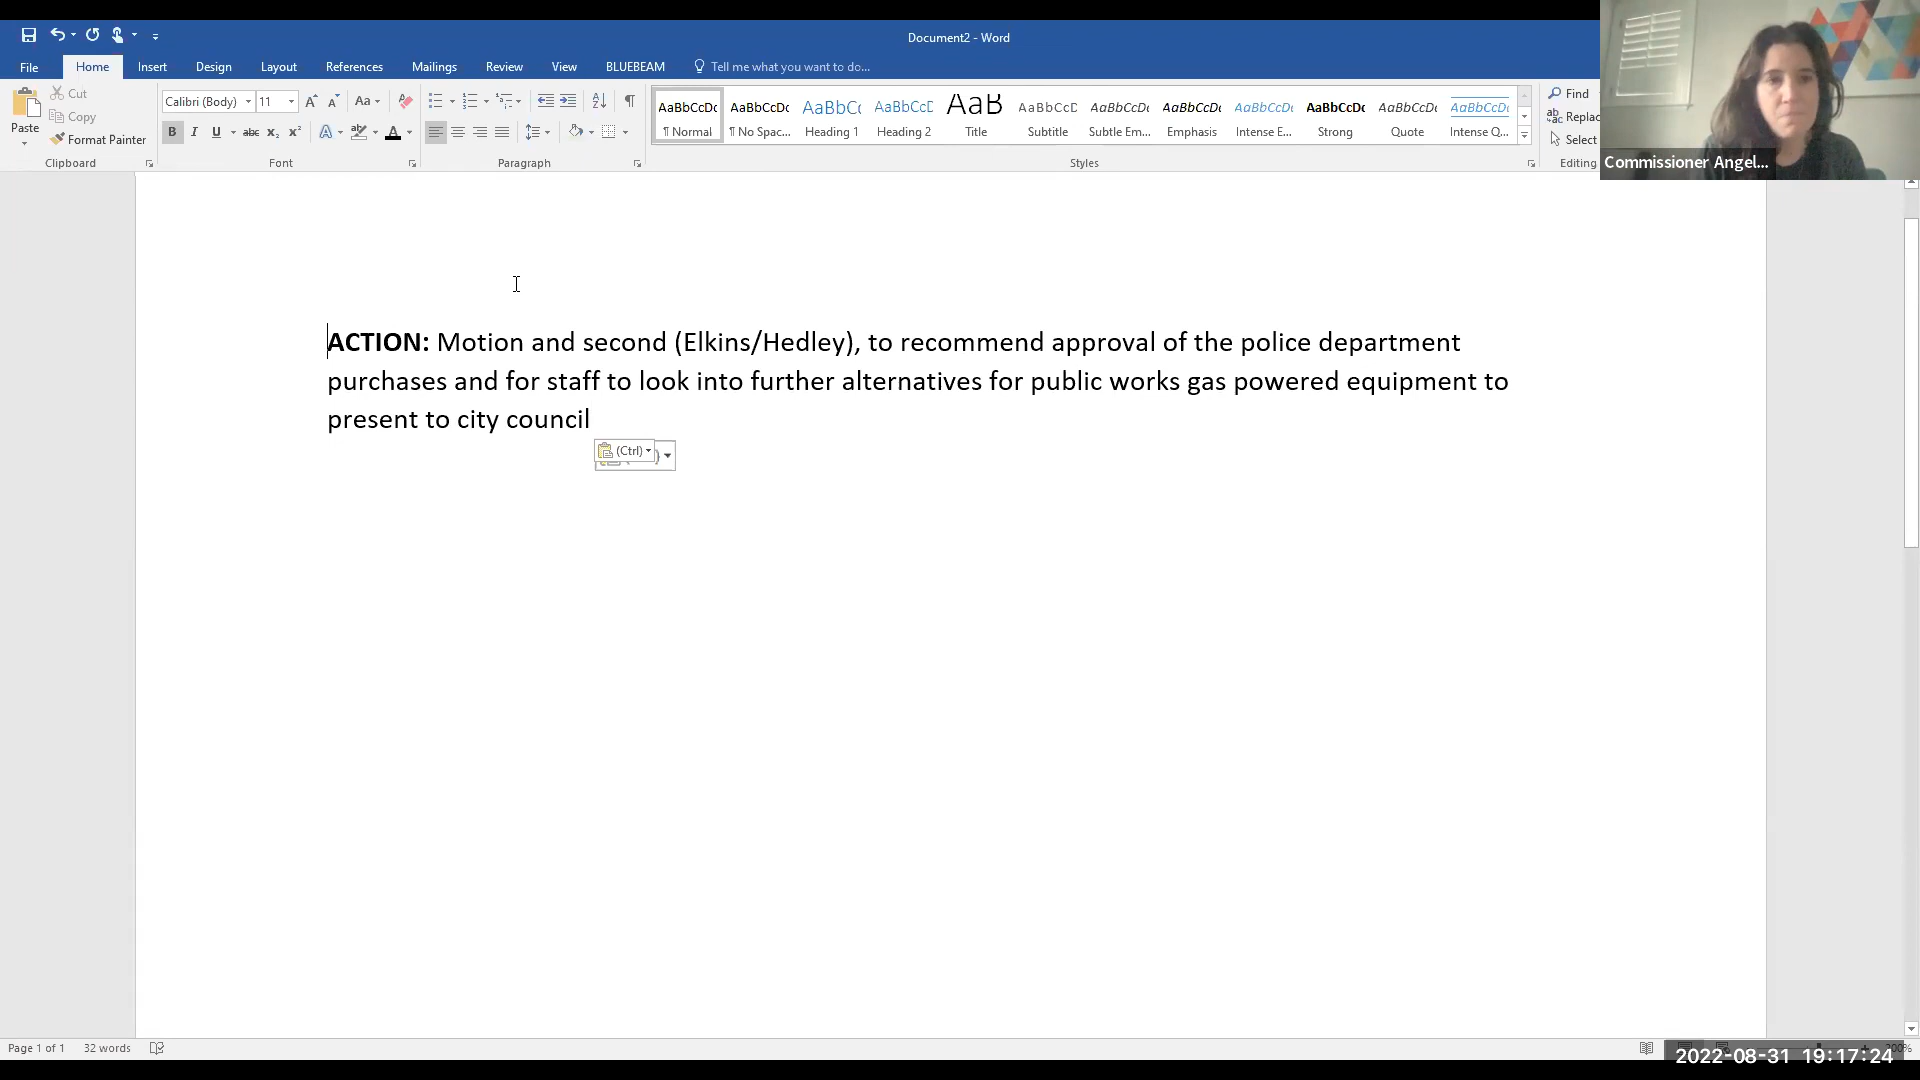 Document2 - Word
File Home Insert Design Layout References Mailings Review View BLUEBEAM Tell me what you want to do...
Paste
Cut
Copy
Format Painter
Clipboard
Calibri (Body) 11
Aa
B I U abc x₂ x² A A
Font
Paragraph
AaBbCcDc AaBbCcDc AaBbCc AaBbCcD AaB AaBbCcD AaBbCcDc AaBbCcDc AaBbCcDc AaBbCcDc AaBbCcDc AaBbCcDc
¶ Normal ¶ No Spac... Heading 1 Heading 2 Title Subtitle Subtle Em... Emphasis Intense E... Strong Quote Intense Q...
Styles
Find
Replac
Select
Editing
Commissioner Angel...
ACTION: Motion and second (Elkins/Hedley), to recommend approval of the police department
purchases and for staff to look into further alternatives for public works gas powered equipment to
present to city council
(Ctrl)
Page 1 of 1 32 words
2022-08-31 19:17:24